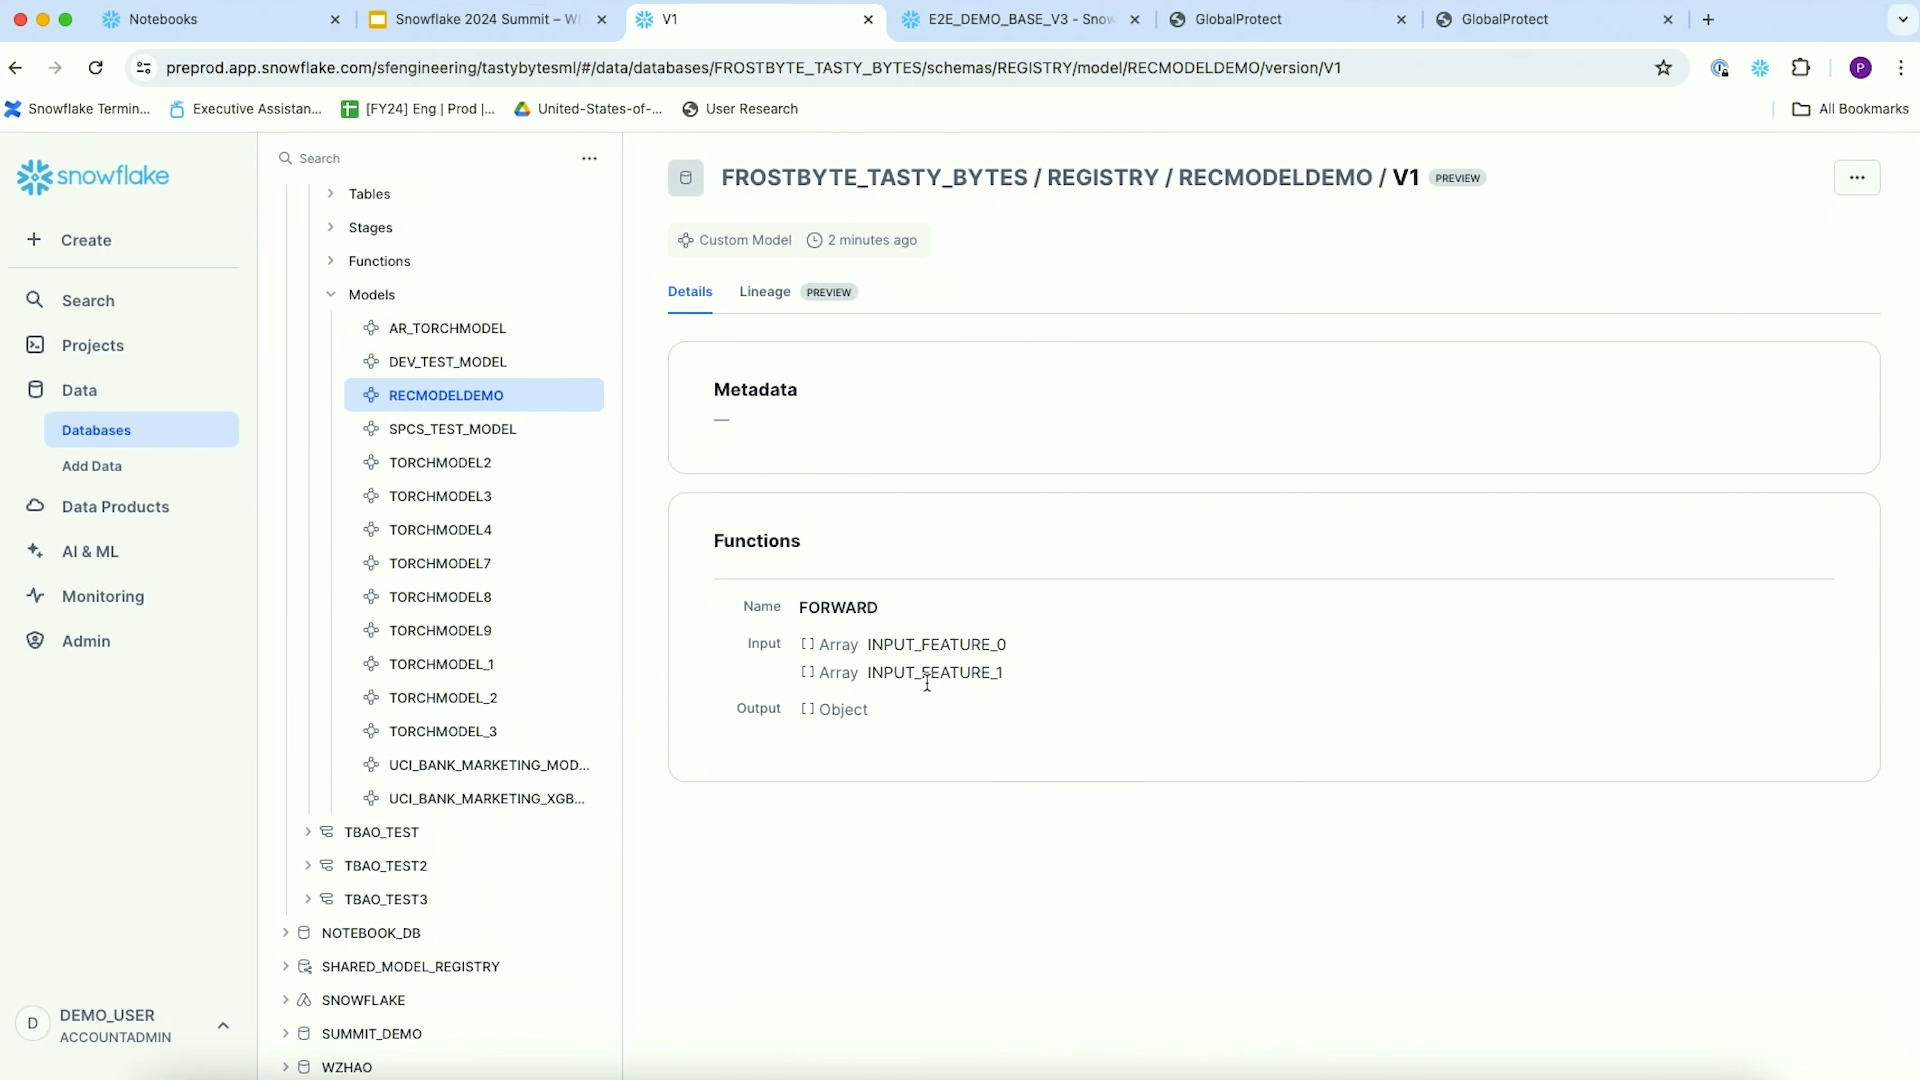 Notebooks
Snowflake 2024 Summit – W
V1
E2E_DEMO_BASE_V3 - Snow
GlobalProtect
GlobalProtect
preprod.app.snowflake.com/sfengineering/tastybytesml/#/data/databases/FROSTBYTE_TASTY_BYTES/schemas/REGISTRY/model/RECMODELDEMO/version/V1
P
Snowflake Termin...
Executive Assistan...
[FY24] Eng | Prod |...
United-States-of-...
User Research
All Bookmarks
snowflake
Create
Search
Projects
Data
Databases
Add Data
Data Products
AI & ML
Monitoring
Admin
D
DEMO_USER
ACCOUNTADMIN
Search
Tables
Stages
Functions
Models
AR_TORCHMODEL
DEV_TEST_MODEL
RECMODELDEMO
SPCS_TEST_MODEL
TORCHMODEL2
TORCHMODEL3
TORCHMODEL4
TORCHMODEL7
TORCHMODEL8
TORCHMODEL9
TORCHMODEL_1
TORCHMODEL_2
TORCHMODEL_3
UCI_BANK_MARKETING_MOD...
UCI_BANK_MARKETING_XGB...
TBAO_TEST
TBAO_TEST2
TBAO_TEST3
NOTEBOOK_DB
SHARED_MODEL_REGISTRY
SNOWFLAKE
SUMMIT_DEMO
WZHAO
FROSTBYTE_TASTY_BYTES / REGISTRY / RECMODELDEMO / V1 PREVIEW
Custom Model 2 minutes ago
Details Lineage PREVIEW
Metadata
—
Functions
Name FORWARD
Input [ ] Array INPUT_FEATURE_0
[ ] Array INPUT_FEATURE_1
Output [ ] Object